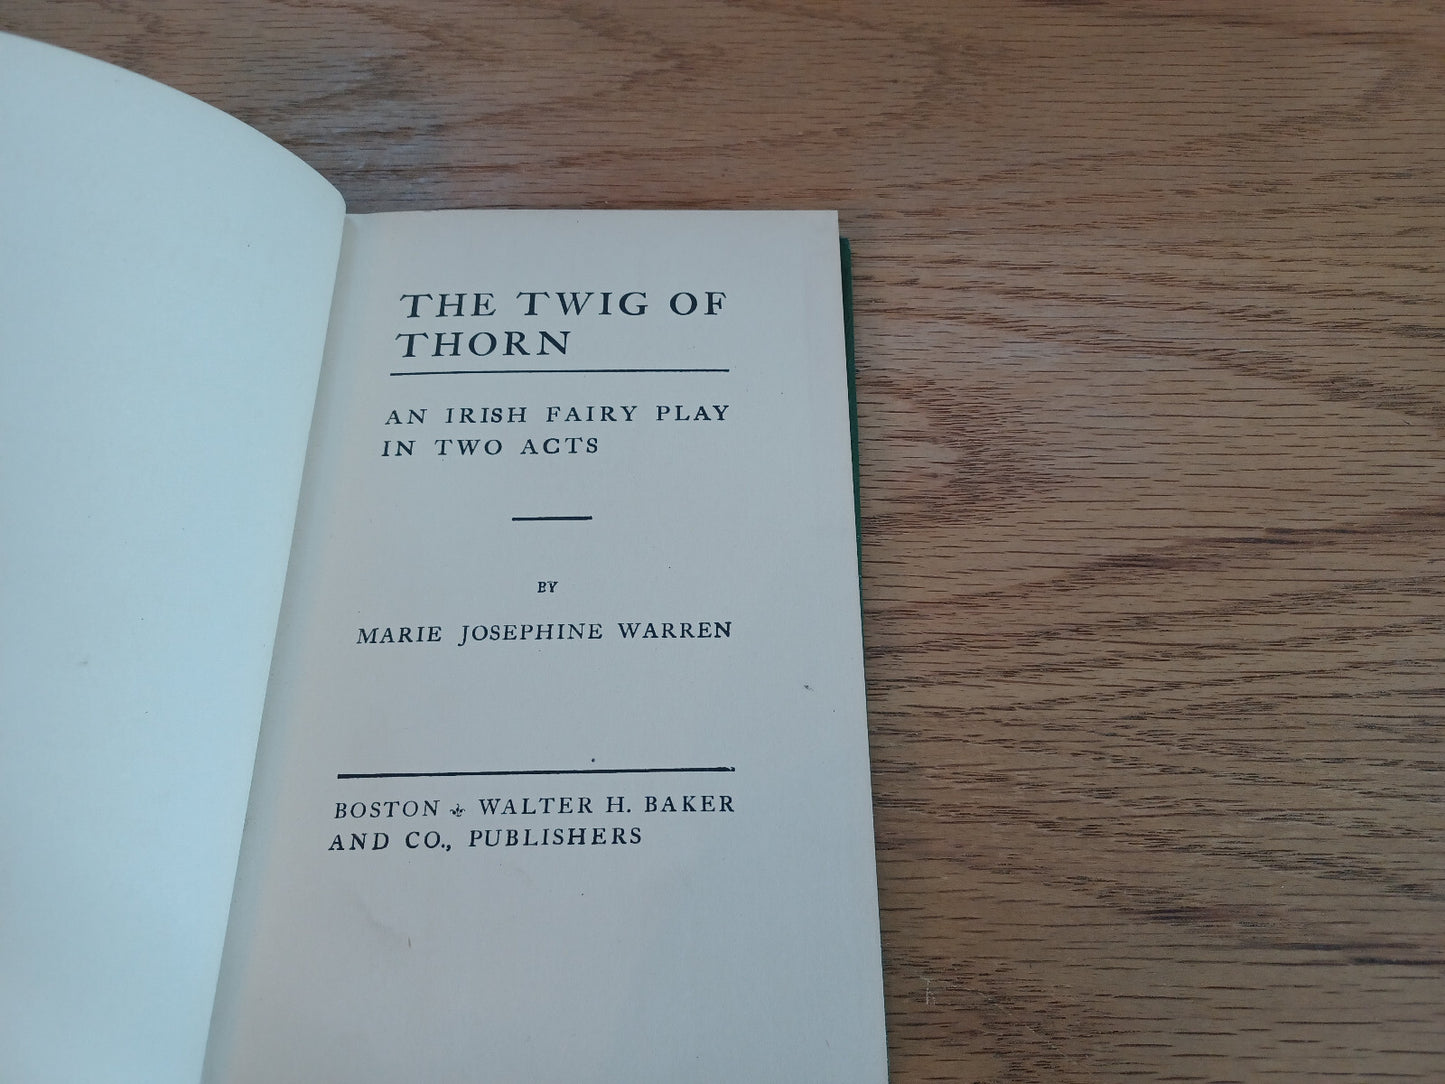 THE TWIG OF
THORN
AN IRISH FAIRY PLAY
IN TWO ACTS
BY
MARIE JOSEPHINE WARREN
BOSTON WALTER H. BAKER
AND CO., PUBLISHERS